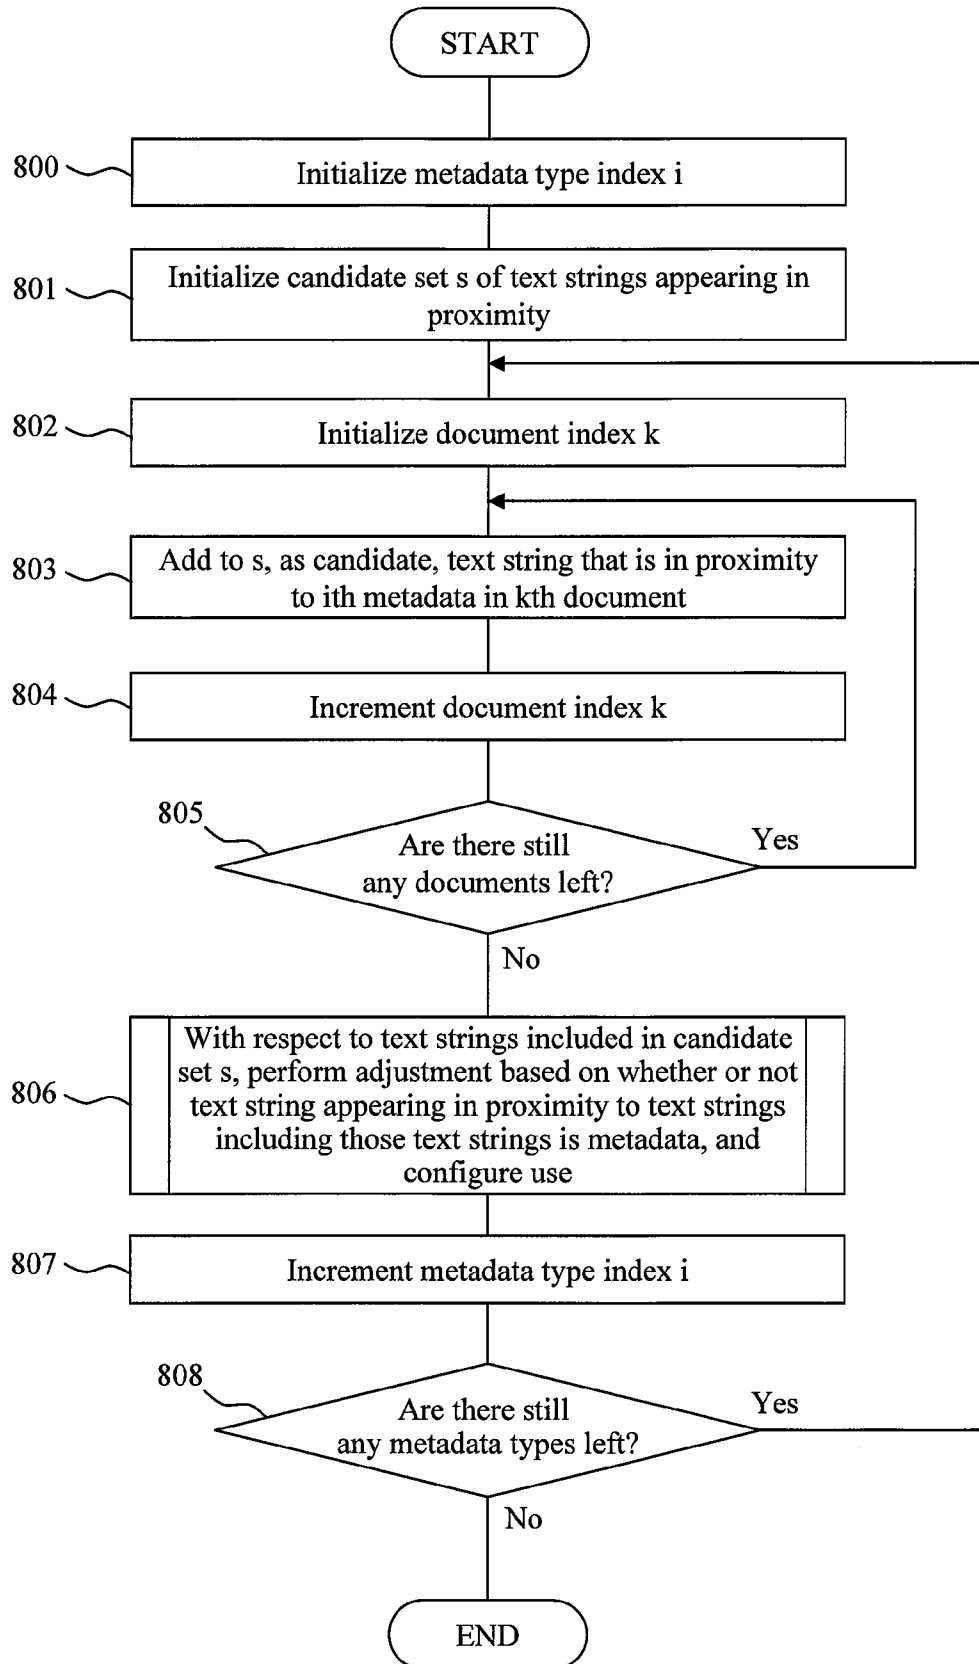 START
800
Initialize metadata type index i
801
Initialize candidate set s of text strings appearing in
proximity
802
Initialize document index k
803
Add to s, as candidate, text string that is in proximity
to ith metadata in kth document
804
Increment document index k
805
Are there still
any documents left?
Yes
No
806
With respect to text strings included in candidate
set s, perform adjustment based on whether or not
text string appearing in proximity to text strings
including those text strings is metadata, and
configure use
807
Increment metadata type index i
808
Are there still
any metadata types left?
Yes
No
END